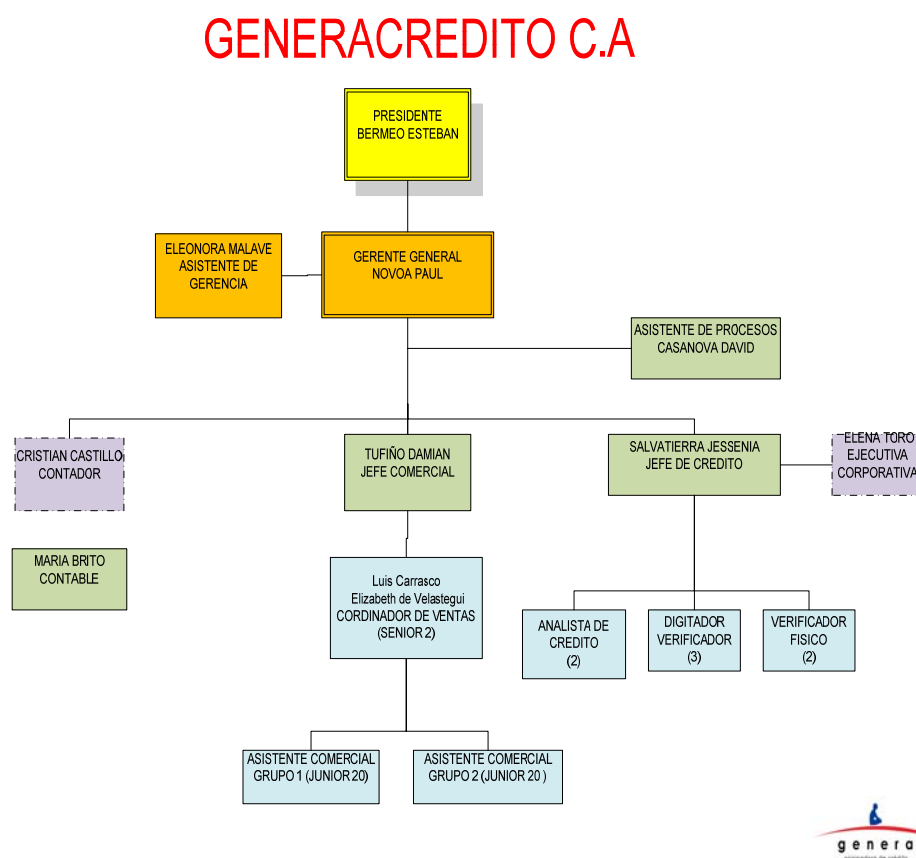 GENERACREDITO C.A
PRESIDENTE
BERMEO ESTEBAN
ELEONORA MALAVE
ASISTENTE DE
GERENCIA
GERENTE GENERAL
NOVOA PAUL
ASISTENTE DE PROCESOS
CASANOVA DAVID
CRISTIAN CASTILLO
CONTADOR
TUFIÑO DAMIAN
JEFE COMERCIAL
SALVATIERRA JESSENIA
JEFE DE CREDITO
ELENA TORO
EJECUTIVA
CORPORATIVA
MARIA BRITO
CONTABLE
Luis Carrasco
Elizabeth de Velastegui
CORDINADOR DE VENTAS
(SENIOR 2)
ANALISTA DE
CREDITO
(2)
DIGITADOR
VERIFICADOR
(3)
VERIFICADOR
FISICO
(2)
ASISTENTE COMERCIAL
GRUPO 1 (JUNIOR 20)
ASISTENTE COMERCIAL
GRUPO 2 (JUNIOR 20 )
genera